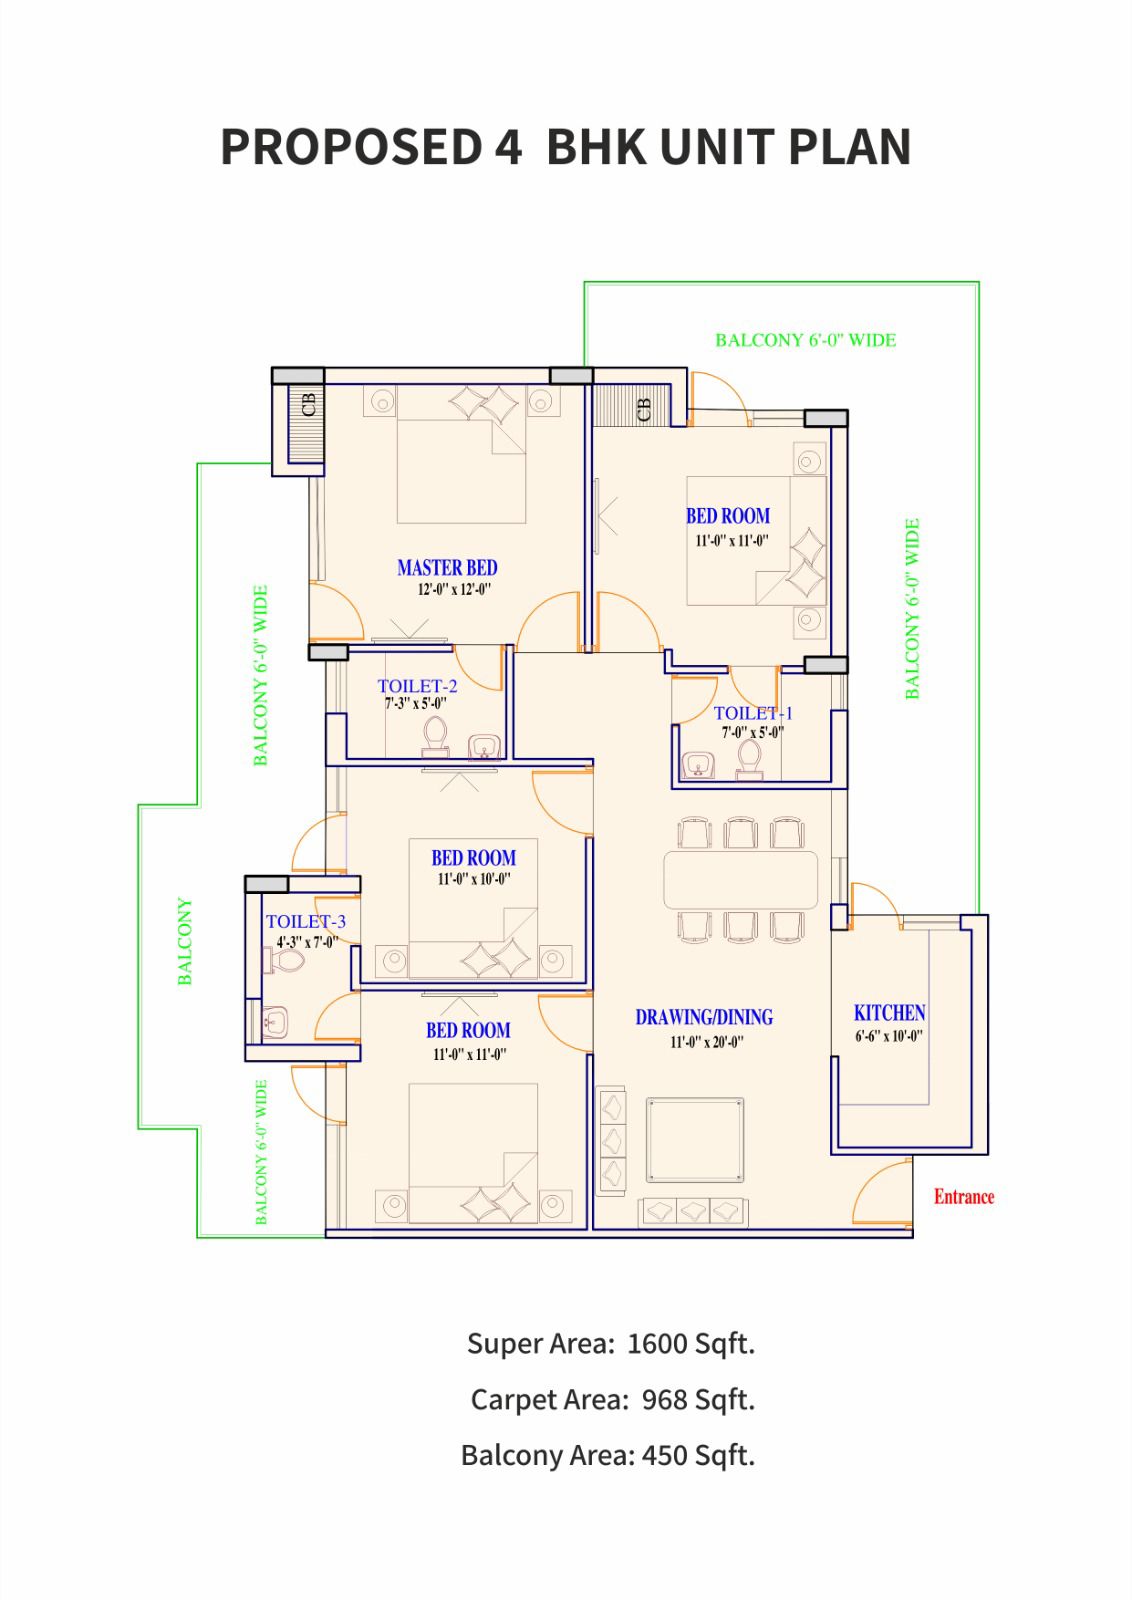 PROPOSED 4 BHK UNIT PLAN
BALCONY 6'-0" WIDE
CB
CB
BED ROOM
11'-0" x 11'-0"
MASTER BED
12'-0" x 12'-0"
BALCONY 6'-0" WIDE
BALCONY 6'-0" WIDE
TOILET-2
7'-3" x 5'-0"
TOILET-1
7'-0" x 5'-0"
BED ROOM
11'-0" x 10'-0"
TOILET-3
4'-3" x 7'-0"
BALCONY
DRAWING/DINING
11'-0" x 20'-0"
KITCHEN
6'-6" x 10'-0"
BED ROOM
11'-0" x 11'-0"
BALCONY 6'-0" WIDE
Entrance
Super Area: 1600 Sqft.
Carpet Area: 968 Sqft.
Balcony Area: 450 Sqft.